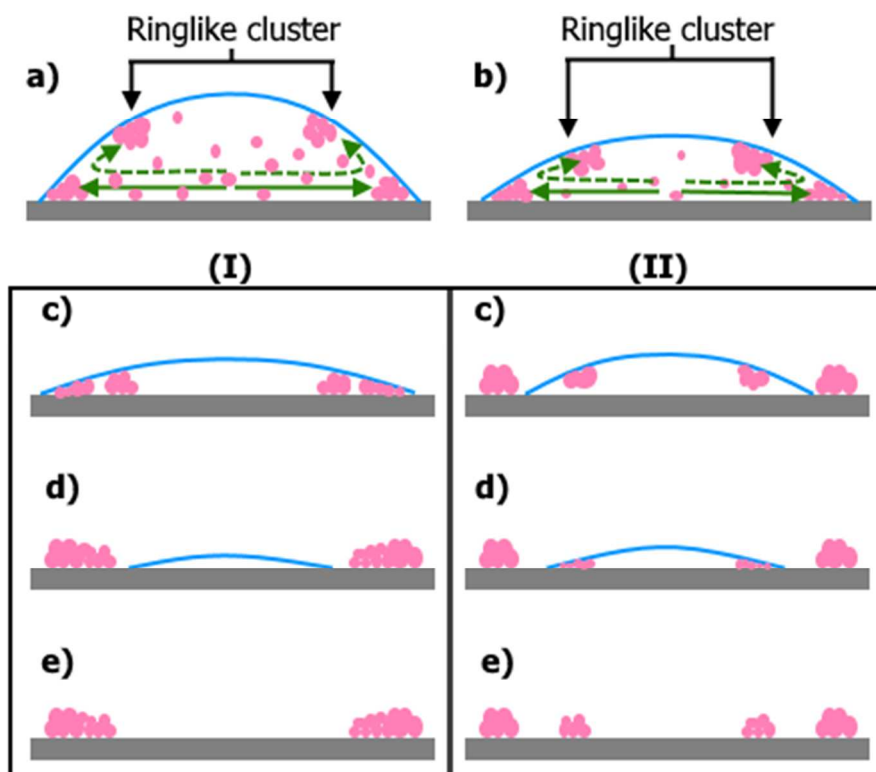 Ringlike cluster
Ringlike cluster
a)
b)
(I)
(II)
c)
c)
d)
d)
e)
e)